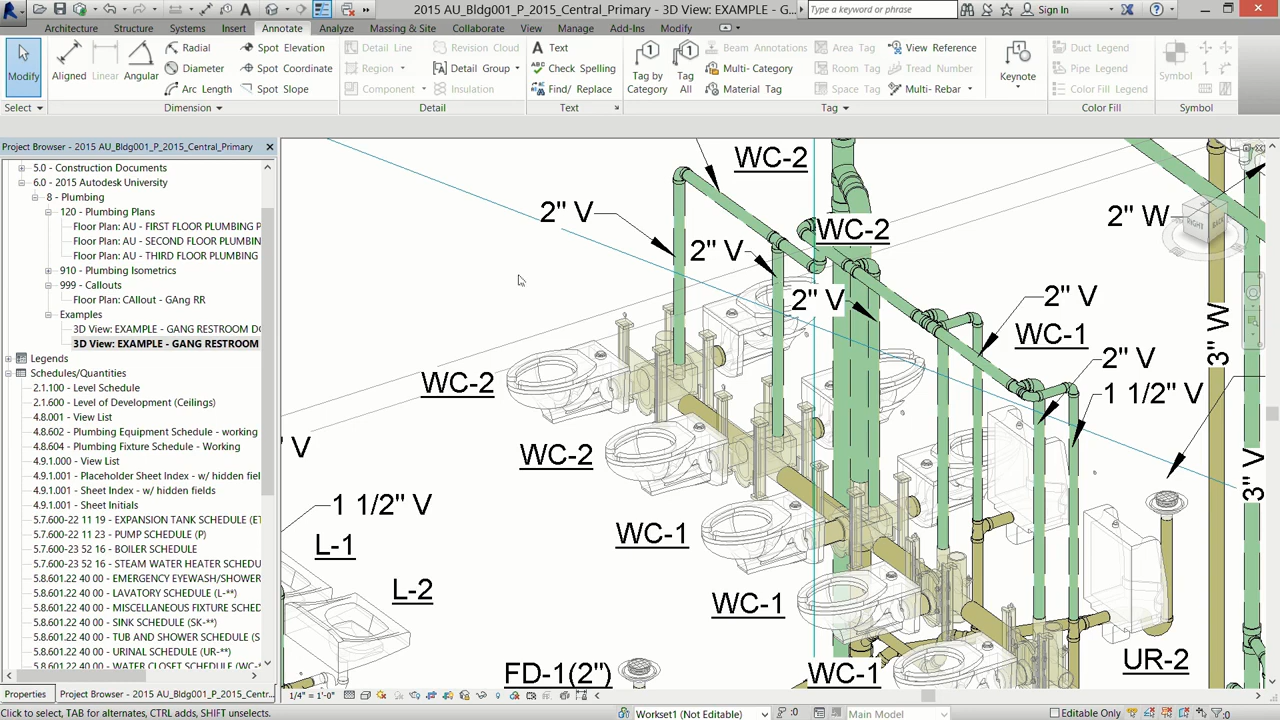 2015 AU_Bldg001_P_2015_Central_Primary - 3D View: EXAMPLE - G...
Type a keyword or phrase
Sign In
Architecture Structure Systems Insert Annotate Analyze Massing & Site Collaborate View Manage Add-Ins Modify
Modify
Aligned
Linear
Angular
Radial
Diameter
Arc Length
Spot Elevation
Spot Coordinate
Spot Slope
Detail Line
Region
Component
Revision Cloud
Detail Group
Insulation
Text
Check Spelling
Find/ Replace
Tag by
Category
Tag
All
Beam Annotations
Multi- Category
Material Tag
Area Tag
Room Tag
Space Tag
View Reference
Tread Number
Multi- Rebar
Keynote
Duct Legend
Pipe Legend
Color Fill Legend
Symbol
Select
Dimension
Detail
Text
Tag
Color Fill
Symbol
Project Browser - 2015 AU_Bldg001_P_2015_Central_Primary
5.0 - Construction Documents
6.0 - 2015 Autodesk University
8 - Plumbing
120 - Plumbing Plans
Floor Plan: AU - FIRST FLOOR PLUMBING P
Floor Plan: AU - SECOND FLOOR PLUMBIN
Floor Plan: AU - THIRD FLOOR PLUMBING
910 - Plumbing Isometrics
999 - Callouts
Floor Plan: CAllout - GAng RR
Examples
3D View: EXAMPLE - GANG RESTROOM DO
3D View: EXAMPLE - GANG RESTROOM
Legends
Schedules/Quantities
2.1.100 - Level Schedule
2.1.600 - Level of Development (Ceilings)
4.8.001 - View List
4.8.602 - Plumbing Equipment Schedule - working
4.8.604 - Plumbing Fixture Schedule - Working
4.9.1.000 - View List
4.9.1.001 - Placeholder Sheet Index - w/ hidden fields
4.9.1.001 - Sheet Index - w/ hidden fields
4.9.1.001 - Sheet Initials
5.7.600-22 11 19 - EXPANSION TANK SCHEDULE (ET
5.7.600-22 11 23 - PUMP SCHEDULE (P)
5.7.600-23 52 16 - BOILER SCHEDULE
5.7.600-23 52 16 - STEAM WATER HEATER SCHEDUL
5.8.601.22 40 00 - EMERGENCY EYEWASH/SHOWER
5.8.601.22 40 00 - LAVATORY SCHEDULE (L-**)
5.8.601.22 40 00 - MISCELLANEOUS FIXTURE SCHED
5.8.601.22 40 00 - SINK SCHEDULE (SK-**)
5.8.601.22 40 00 - TUB AND SHOWER SCHEDULE (S
5.8.601.22 40 00 - URINAL SCHEDULE (UR-**)
5.8.601.22 40 00 - WATER CLOSET SCHEDULE (WC-
Properties
Project Browser - 2015 AU_Bldg001_P_2015_Centr...
WC-2
2" V
2" W
RIGHT
BACK
WC-2
2" V
2" V
2" V
WC-1
3" W
2" V
WC-2
1 1/2" V
" V
WC-2
3" V
1 1/2" V
WC-1
L-1
L-2
WC-1
UR-2
FD-1(2")
WC-1
1/4" = 1'-0"
Click to select, TAB for alternates, CTRL adds, SHIFT unselects.
Workset1 (Not Editable)
:0
Main Model
Editable Only
:0